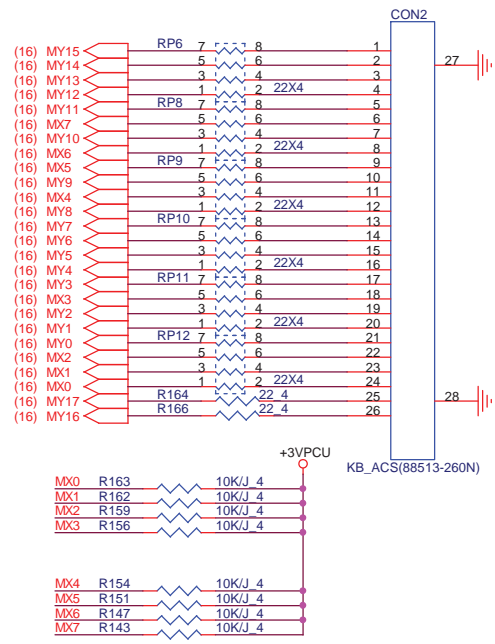 CON2
(16) MY15 RP6 7 8 1
(16) MY14 5 6 2 27
(16) MY13 3 4 3
(16) MY12 1 2 22X4 4
(16) MY11 RP8 7 8 5
(16) MX7 5 6 6
(16) MY10 3 4 7
(16) MX6 1 2 22X4 8
(16) MX5 RP9 7 8 9
(16) MY9 5 6 10
(16) MX4 3 4 11
(16) MY8 1 2 22X4 12
(16) MY7 RP10 7 8 13
(16) MY6 5 6 14
(16) MY5 3 4 15
(16) MY4 1 2 22X4 16
(16) MY3 RP11 7 8 17
(16) MX3 5 6 18
(16) MY2 3 4 19
(16) MY1 1 2 22X4 20
(16) MY0 RP12 7 8 21
(16) MX2 5 6 22
(16) MX1 3 4 23
(16) MX0 1 2 22X4 24
(16) MY17 R164 22_4 25 28
(16) MY16 R166 22_4 26
+3VPCU
KB_ACS(88513-260N)
MX0 R163 10K/J_4
MX1 R162 10K/J_4
MX2 R159 10K/J_4
MX3 R156 10K/J_4
MX4 R154 10K/J_4
MX5 R151 10K/J_4
MX6 R147 10K/J_4
MX7 R143 10K/J_4